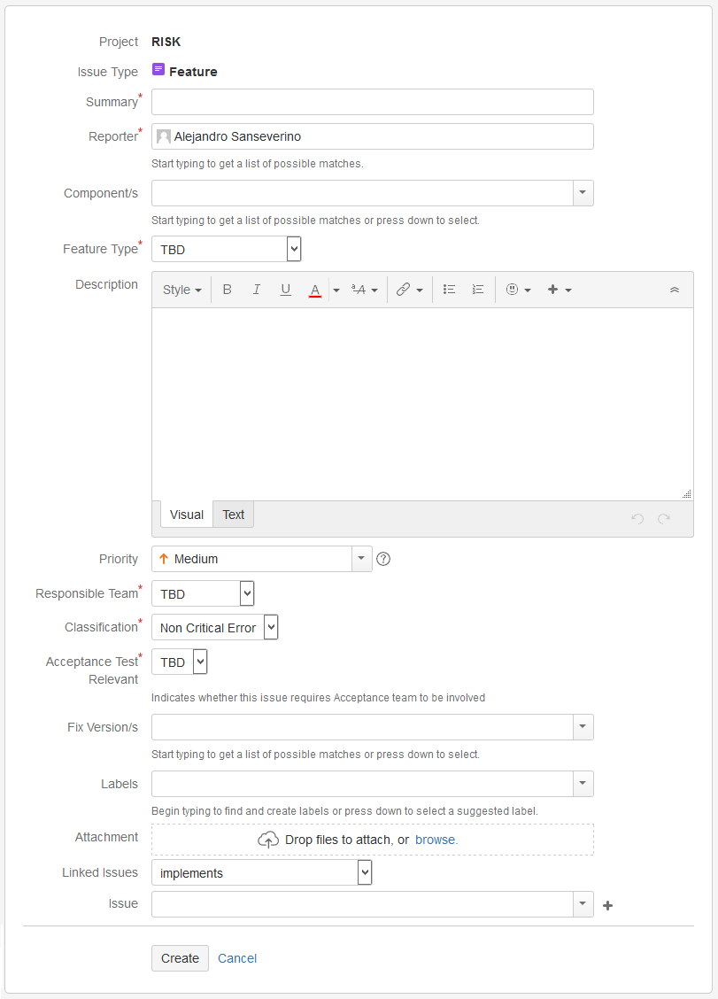 Project RISK
Issue Type Feature
Summary*
Reporter* Alejandro Sanseverino
Start typing to get a list of possible matches.
Component/s
Start typing to get a list of possible matches or press down to select.
Feature Type* TBD
Description Style B I U A ªA
Visual Text
Priority Medium ?
Responsible Team* TBD
Classification* Non Critical Error
Acceptance Test* TBD
Relevant
Indicates whether this issue requires Acceptance team to be involved
Fix Version/s
Start typing to get a list of possible matches or press down to select.
Labels
Begin typing to find and create labels or press down to select a suggested label.
Attachment Drop files to attach, or browse.
Linked Issues implements
Issue
Create Cancel